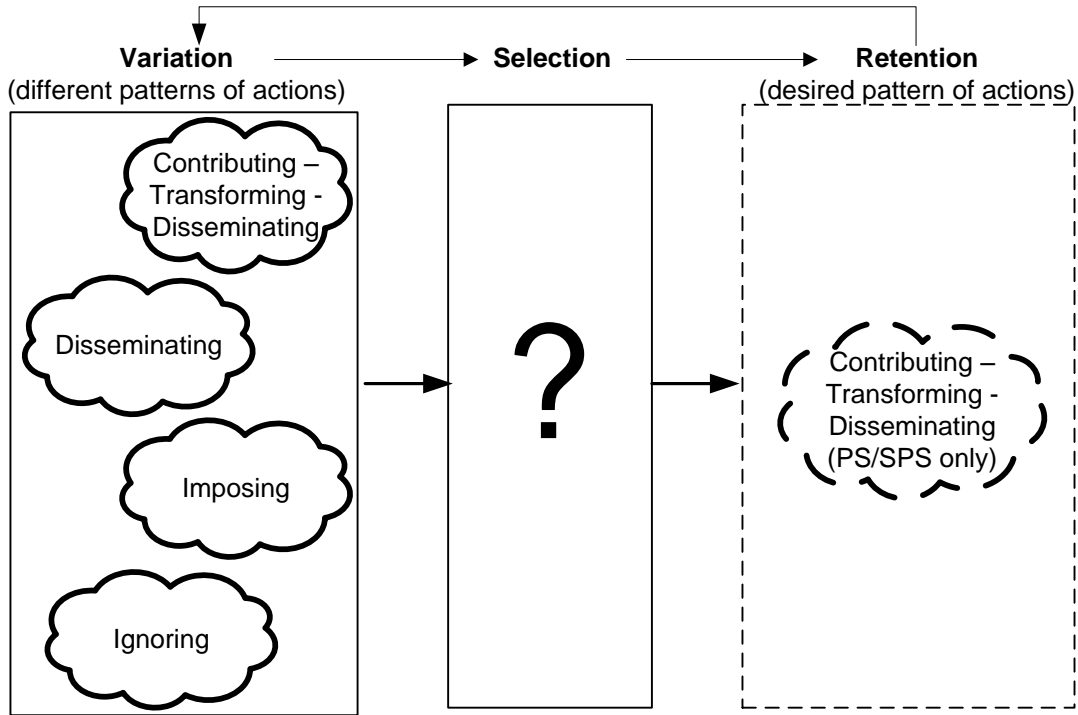 Variation
(different patterns of actions)
Selection
Retention
(desired pattern of actions)
Contributing –
Transforming -
Disseminating
Disseminating
Imposing
Ignoring
?
Contributing –
Transforming -
Disseminating
(PS/SPS only)